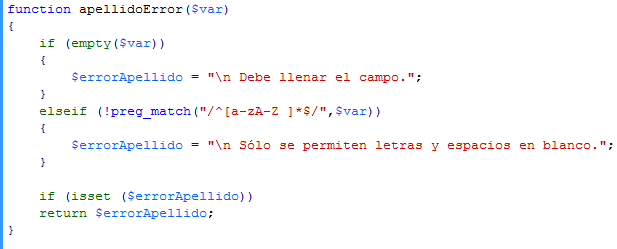 function apellidoError($var)
{
    if (empty($var))
    {
        $errorApellido = "\n Debe llenar el campo.";
    }
    elseif (!preg_match("/^[a-zA-Z ]*$/",$var))
    {
        $errorApellido = "\n Sólo se permiten letras y espacios en blanco.";
    }

    if (isset ($errorApellido))
    return $errorApellido;
}